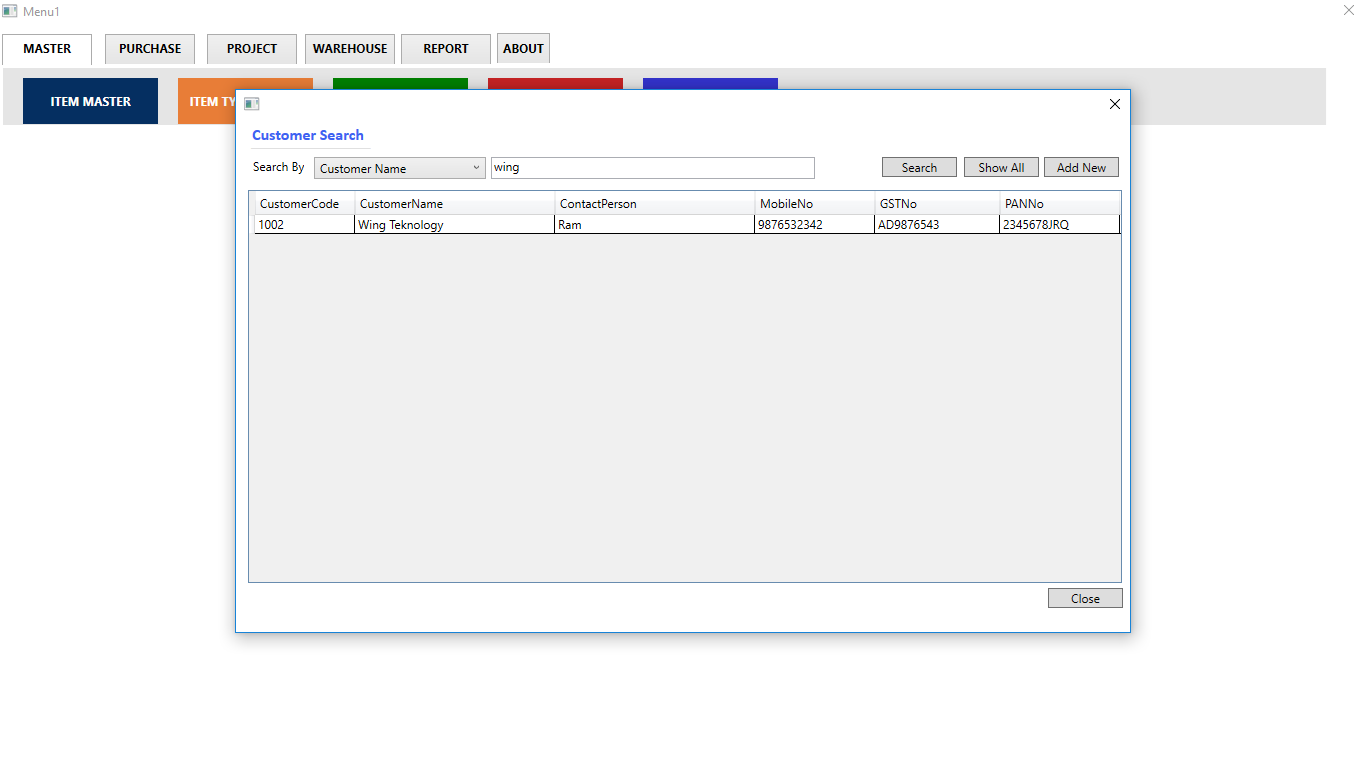 Menu1
MASTER PURCHASE PROJECT WAREHOUSE REPORT ABOUT
ITEM MASTER ITEM TY
Customer Search
Search By Customer Name wing Search Show All Add New
CustomerCode CustomerName ContactPerson MobileNo GSTNo PANNo
1002 Wing Teknology Ram 9876532342 AD9876543 2345678JRQ
Close